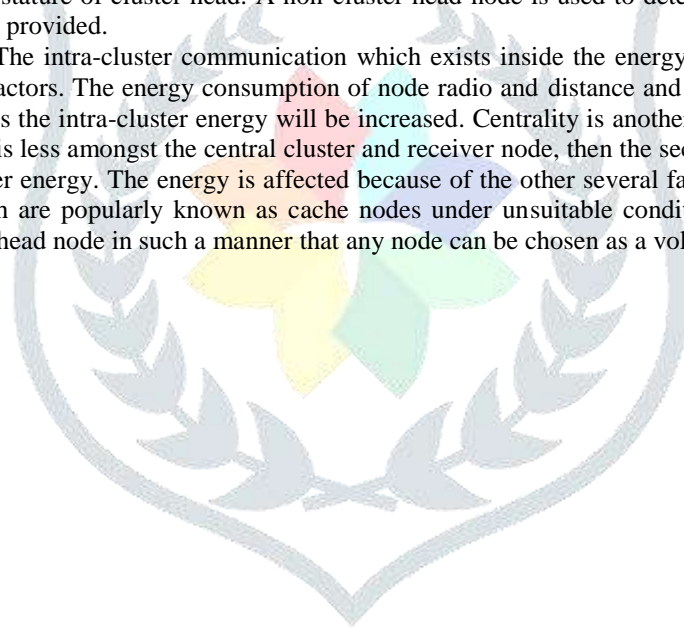 stature of cluster head. A non cluster head node is used to dete
provided.
The intra-cluster communication which exists inside the energy
actors. The energy consumption of node radio and distance and
s the intra-cluster energy will be increased. Centrality is another
is less amongst the central cluster and receiver node, then the sec
er energy. The energy is affected because of the other several fa
h are popularly known as cache nodes under unsuitable condit
head node in such a manner that any node can be chosen as a vol